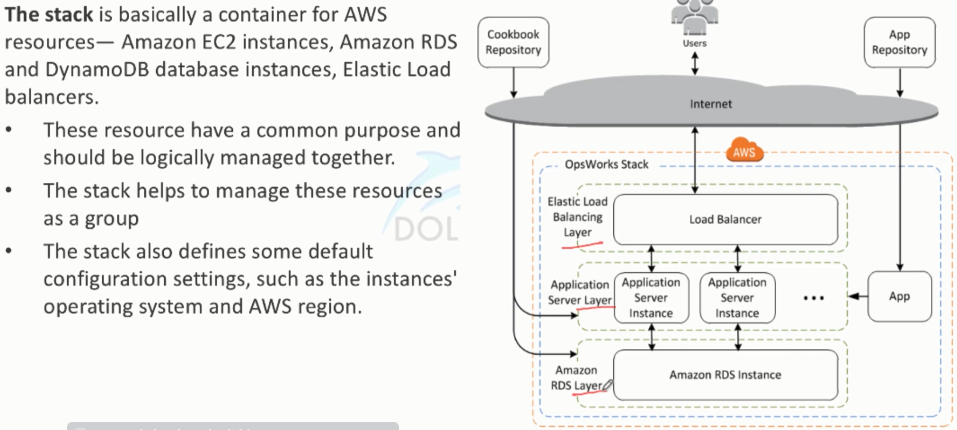 The stack is basically a container for AWS
resources— Amazon EC2 instances, Amazon RDS
and DynamoDB database instances, Elastic Load
balancers.
• These resource have a common purpose and
should be logically managed together.
• The stack helps to manage these resources
as a group
• The stack also defines some default
configuration settings, such as the instances'
operating system and AWS region.
DOL
Cookbook
Repository
Users
App
Repository
Internet
AWS
OpsWorks Stack
Elastic Load
Balancing
Layer
Load Balancer
Application
Server Layer
Application
Server
Instance
Application
Server
Instance
...
App
Amazon
RDS Layer
Amazon RDS Instance